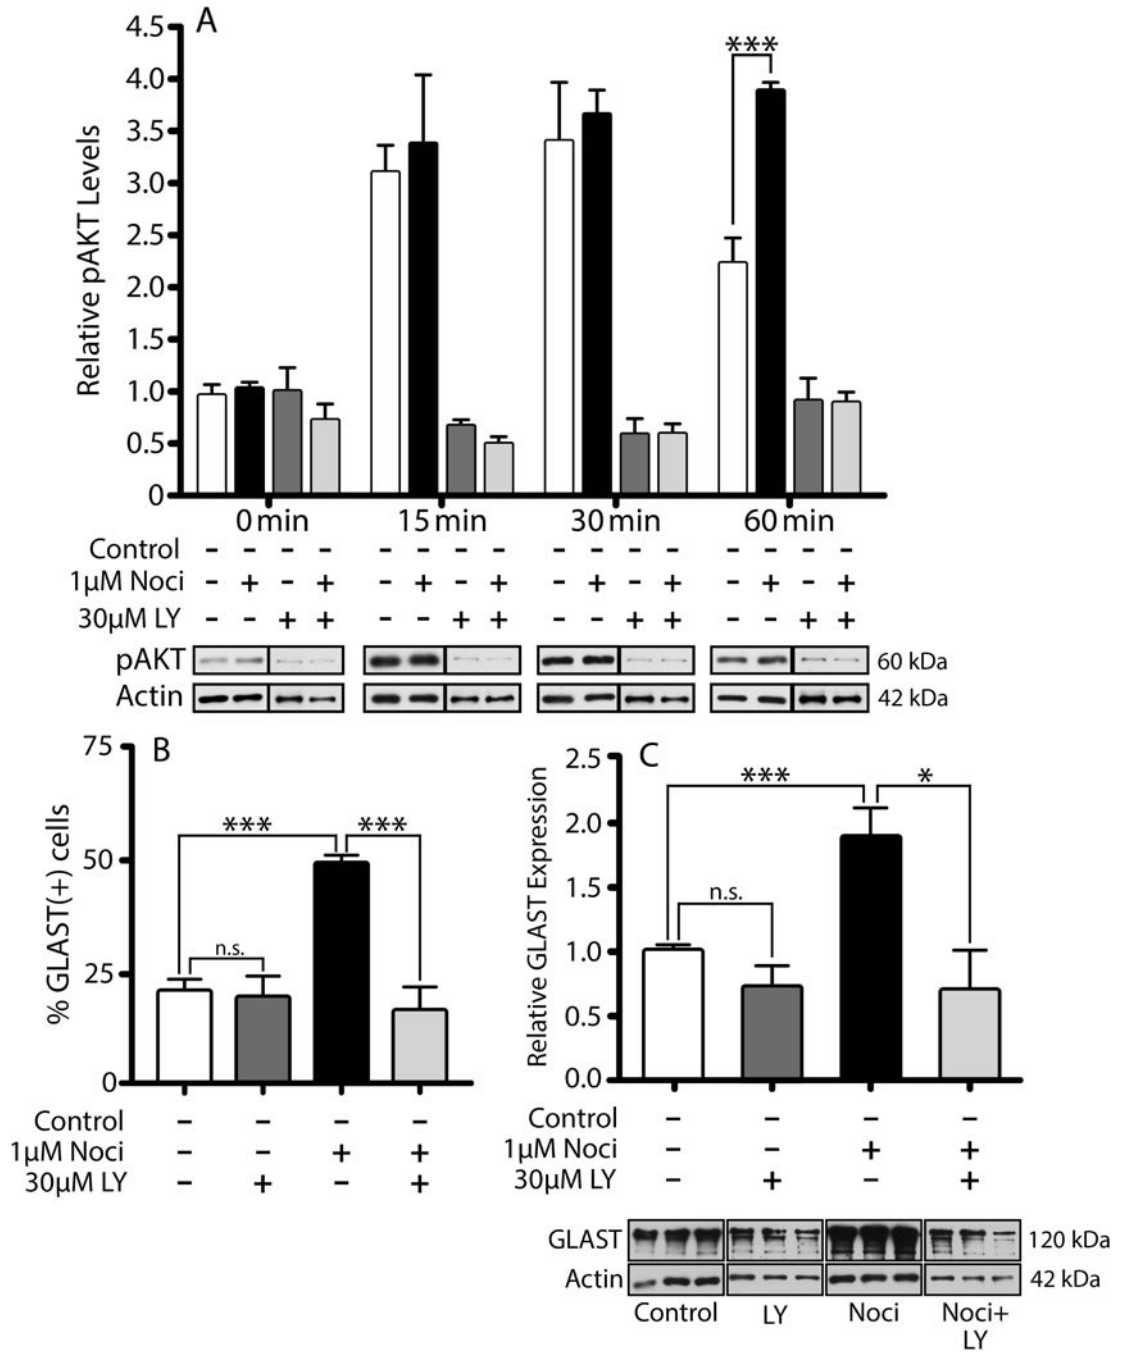 A
4.5
***
4.0
3.5
3.0
2.5
2.0
1.5
1.0
0.5
0
Relative pAKT Levels
0 min 15 min 30 min 60 min
Control - - - - - - - - - - - - - - - -
1µM Noci - + - + - + - + - + - + - + - +
30µM LY - - + + - - + + - - + + - - + +
pAKT 60 kDa
Actin 42 kDa
B
75
50
25
0
% GLAST(+) cells
*** ***
n.s.
Control - - - -
1µM Noci - - + +
30µM LY - + - +
C
2.5
2.0
1.5
1.0
0.5
0.0
Relative GLAST Expression
*** *
n.s.
Control - - - -
1µM Noci - - + +
30µM LY - + - +
GLAST 120 kDa
Actin 42 kDa
Control LY Noci Noci+
LY